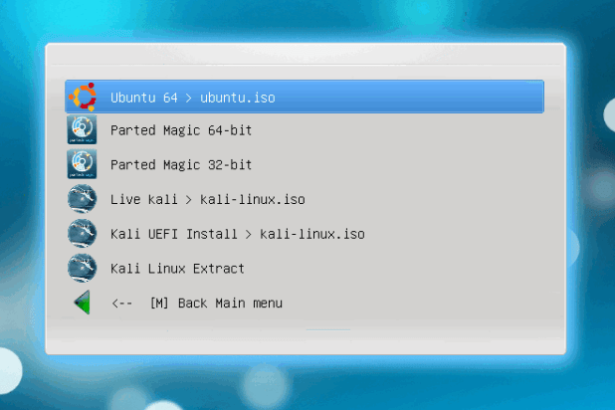 Ubuntu 64 > ubuntu.iso
Parted Magic 64-bit
Parted Magic 32-bit
Live kali > kali-linux.iso
Kali UEFI Install > kali-linux.iso
Kali Linux Extract
<-- [M] Back Main menu